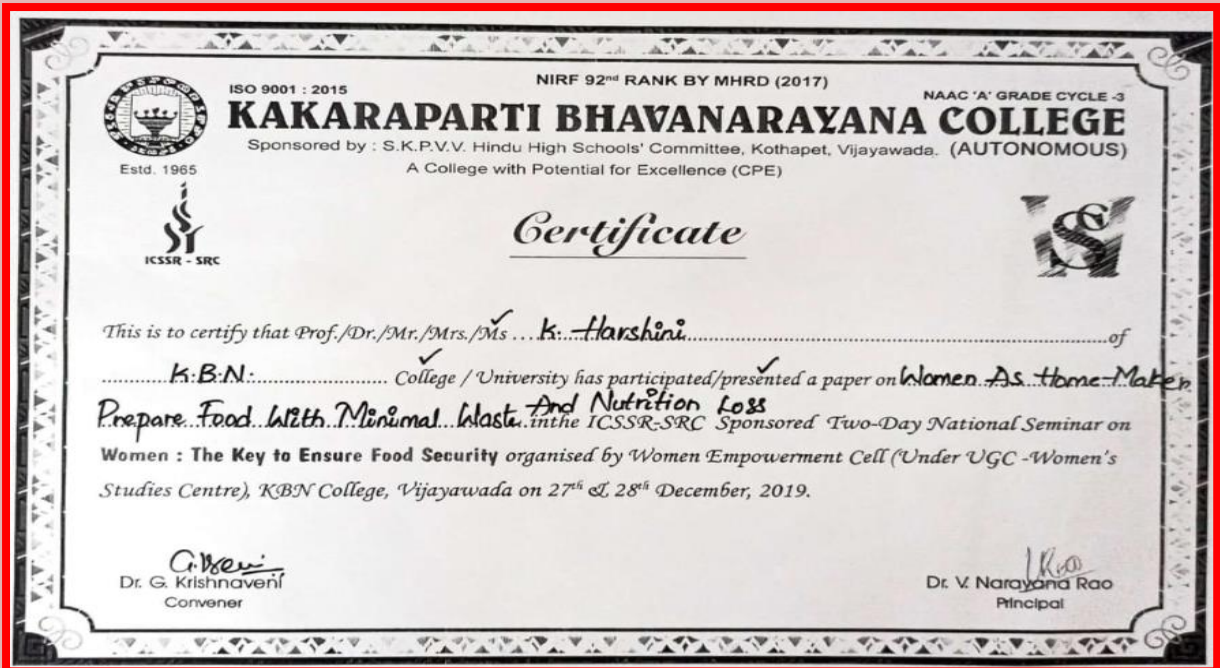 NIRF 92nd RANK BY MHRD (2017)
ISO 9001 : 2015
NAAC 'A' GRADE CYCLE -3
KAKARAPARTI BHAVANARAYANA COLLEGE
Sponsored by : S.K.P.V.V. Hindu High Schools' Committee, Kothapet, Vijayawada. (AUTONOMOUS)
Estd. 1965
A College with Potential for Excellence (CPE)
ICSSR - SRC
Certificate
WSC
This is to certify that Prof./Dr./Mr./Mrs./Ms ....K. Harshini..........of
..........K.B.N........... College / University has participated/presented a paper on Women As Home-Maker
Prepare Food With Minimal Waste And Nutrition Loss inthe ICSSR-SRC Sponsored Two-Day National Seminar on
Women : The Key to Ensure Food Security organised by Women Empowerment Cell (Under UGC -Women's
Studies Centre), KBN College, Vijayawada on 27th & 28th December, 2019.
Dr. G. Krishnaveni
Convener
Dr. V. Narayana Rao
Principal